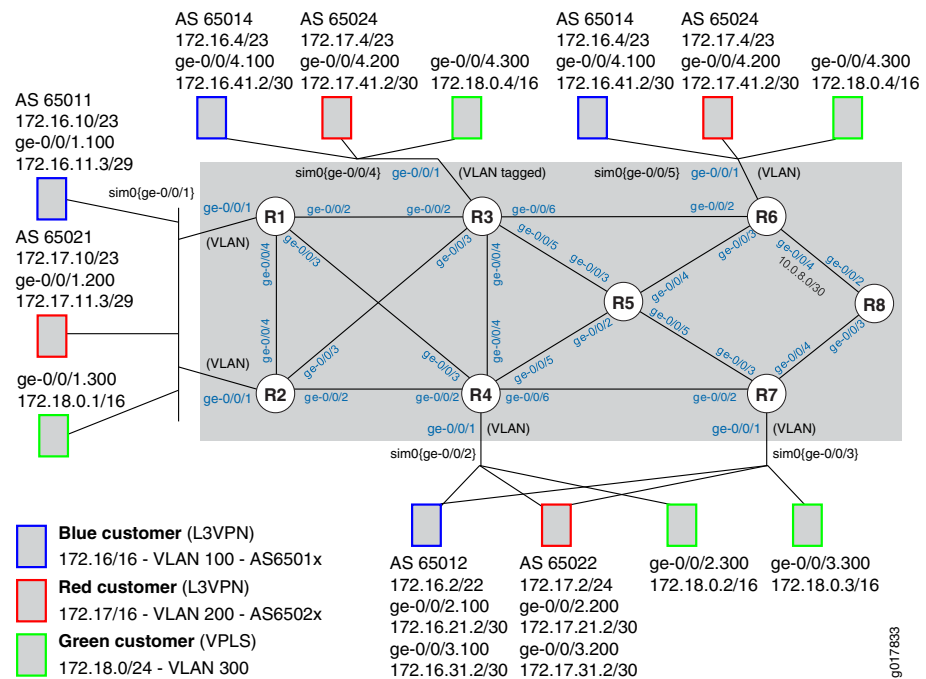 AS 65014
172.16.4/23
ge-0/0/4.100
172.16.41.2/30
AS 65024
172.17.4/23
ge-0/0/4.200
172.17.41.2/30
ge-0/0/4.300
172.18.0.4/16
AS 65014
172.16.4/23
ge-0/0/4.100
172.16.41.2/30
AS 65024
172.17.4/23
ge-0/0/4.200
172.17.41.2/30
ge-0/0/4.300
172.18.0.4/16
AS 65011
172.16.10/23
ge-0/0/1.100
172.16.11.3/29
sim0{ge-0/0/1}
AS 65021
172.17.10/23
ge-0/0/1.200
172.17.11.3/29
ge-0/0/1.300
172.18.0.1/16
sim0{ge-0/0/4} ge-0/0/1 (VLAN tagged)
sim0{ge-0/0/5} ge-0/0/1 (VLAN)
ge-0/0/1
(VLAN)
R1
ge-0/0/2
ge-0/0/2
R3
ge-0/0/6
ge-0/0/2
R6
ge-0/0/4
ge-0/0/3
ge-0/0/3
ge-0/0/4
ge-0/0/5
ge-0/0/3
ge-0/0/3
ge-0/0/4
10.0.8.0/30
ge-0/0/2
R5
ge-0/0/4
R8
ge-0/0/4
ge-0/0/3
ge-0/0/3
ge-0/0/4
ge-0/0/5
ge-0/0/2
ge-0/0/5
ge-0/0/3
ge-0/0/4
ge-0/0/3
(VLAN)
ge-0/0/1
R2
ge-0/0/2
ge-0/0/2
R4
ge-0/0/6
ge-0/0/2
R7
ge-0/0/1 (VLAN)
sim0{ge-0/0/2}
ge-0/0/1 (VLAN)
sim0{ge-0/0/3}
AS 65012
172.16.2/22
ge-0/0/2.100
172.16.21.2/30
ge-0/0/3.100
172.16.31.2/30
AS 65022
172.17.2/24
ge-0/0/2.200
172.17.21.2/30
ge-0/0/3.200
172.17.31.2/30
ge-0/0/2.300
172.18.0.2/16
ge-0/0/3.300
172.18.0.3/16
Blue customer (L3VPN)
172.16/16 - VLAN 100 - AS6501x
Red customer (L3VPN)
172.17/16 - VLAN 200 - AS6502x
Green customer (VPLS)
172.18.0/24 - VLAN 300
g017833